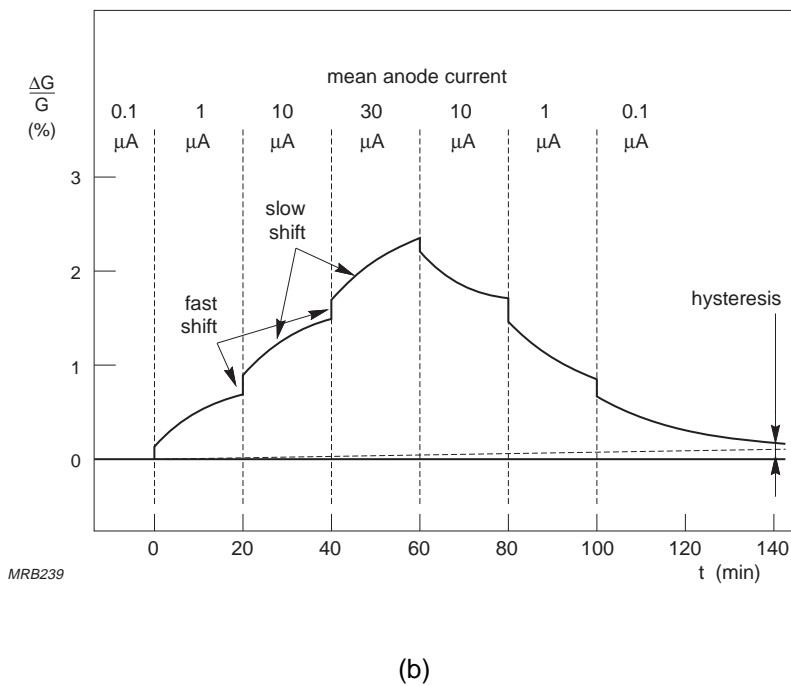 mean anode current
ΔG
G
(%)
0.1 1 10 30 10 1 0.1
μA μA μA μA μA μA μA
3
slow
shift
2
fast
shift
hysteresis
1
0
0 20 40 60 80 100 120 140
t (min)
MRB239
(b)